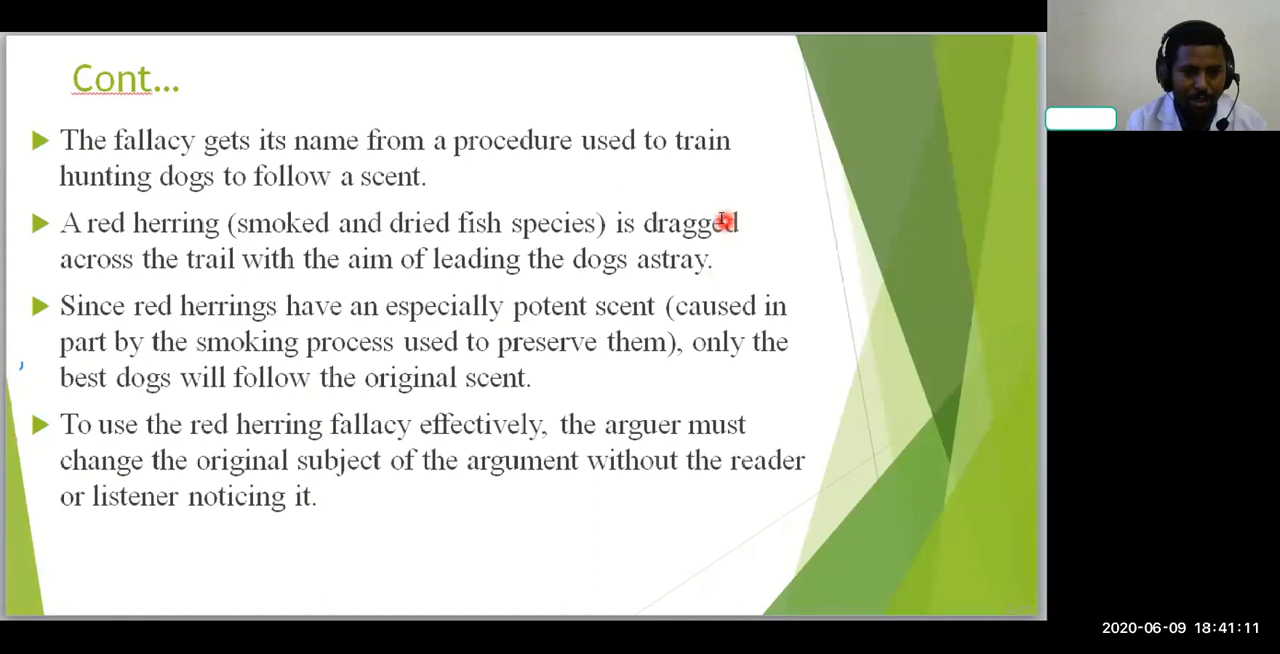 Cont...
The fallacy gets its name from a procedure used to train
hunting dogs to follow a scent.
A red herring (smoked and dried fish species) is dragged
across the trail with the aim of leading the dogs astray.
Since red herrings have an especially potent scent (caused in
part by the smoking process used to preserve them), only the
best dogs will follow the original scent.
To use the red herring fallacy effectively, the arguer must
change the original subject of the argument without the reader
or listener noticing it.
2020-06-09 18:41:11